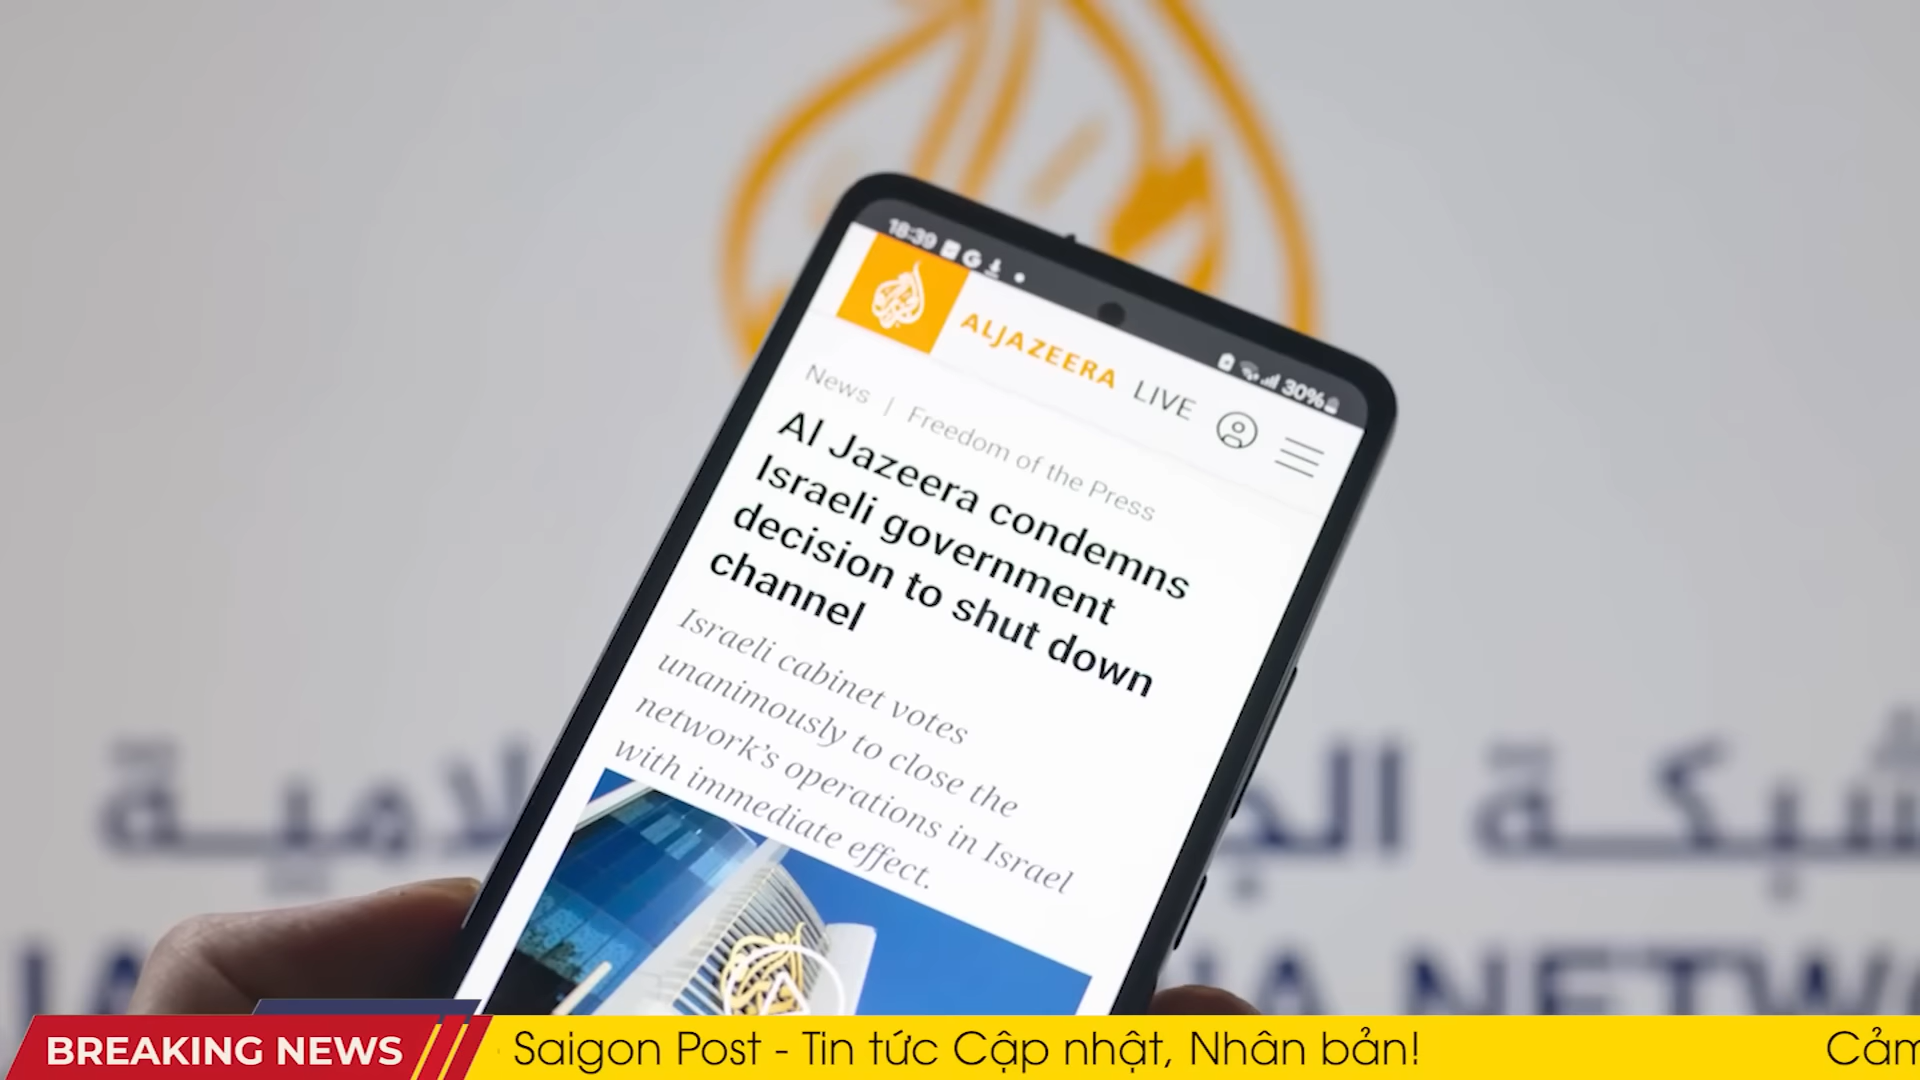 18:39
30%
ALJAZEERA LIVE
News | Freedom of the Press
Al Jazeera condemns
Israeli government
decision to shut down
channel
Israeli cabinet votes
unanimously to close the
network’s operations in Israel
with immediate effect.
شبكة
NETW
BREAKING NEWS
Saigon Post - Tin tức Cập nhật, Nhân bản!